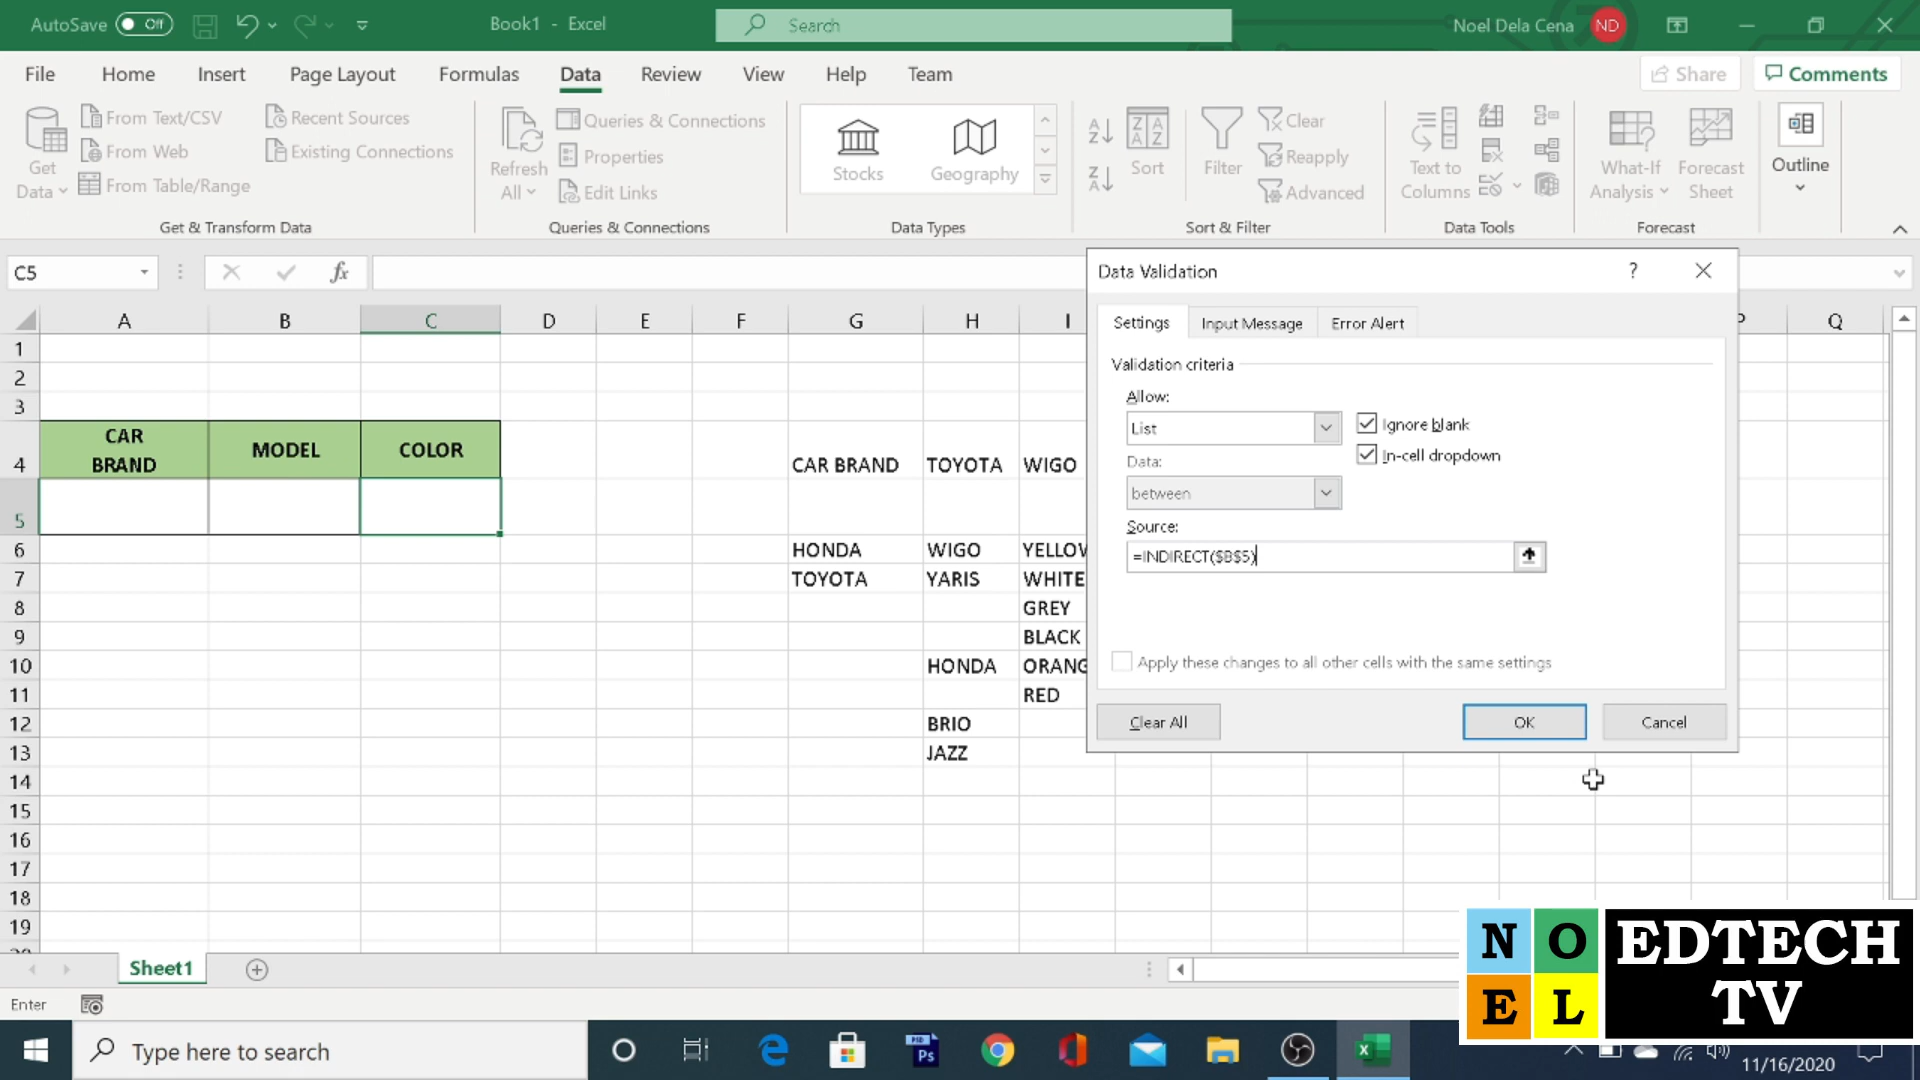 AutoSave Off Book1 - Excel Search Noel Dela Cena ND
File Home Insert Page Layout Formulas Data Review View Help Team Share Comments
Get Data
From Text/CSV
From Web
From Table/Range
Recent Sources
Existing Connections
Get & Transform Data
Refresh All
Queries & Connections
Properties
Edit Links
Queries & Connections
Stocks Geography
Data Types
Sort
Filter
Clear
Reapply
Advanced
Sort & Filter
Text to Columns
Data Tools
What-If Analysis
Forecast Sheet
Forecast
Outline
C5 fx
A B C D E F G H I P Q
1
2
3
4 CAR BRAND MODEL COLOR CAR BRAND TOYOTA WIGO
5
6 HONDA WIGO YELLOW
7 TOYOTA YARIS WHITE
8 GREY
9 BLACK
10 HONDA ORANG
11 RED
12 BRIO
13 JAZZ
14
15
16
17
18
19
Data Validation ?
Settings Input Message Error Alert
Validation criteria
Allow:
List
Ignore blank
In-cell dropdown
Data:
between
Source:
=INDIRECT($B$5)
Apply these changes to all other cells with the same settings
Clear All OK Cancel
Sheet1
Enter
NO EL
EDTECH TV
Type here to search
PSD Ps
11/16/2020